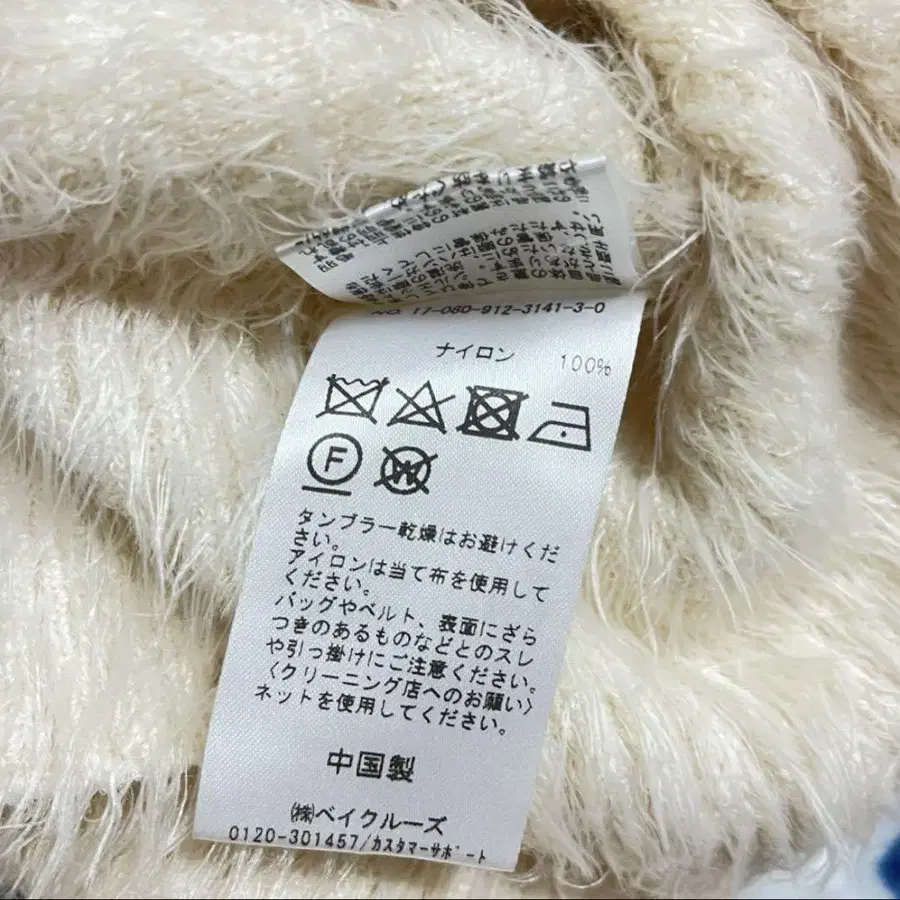 NO. 17-080-912-3141-3-0
ナイロン 100%
F
W
タンブラー乾燥はお避けくだ
さい。
アイロンは当て布を使用して
ください。
バッグやベルト、表面にざら
つきのあるものなどとのスレ
や引っ掛けにご注意ください。
〈クリーニング店へのお願い〉
ネットを使用してください。
中国製
㈱ベイクルーズ
0120-301457/カスタマーサポート